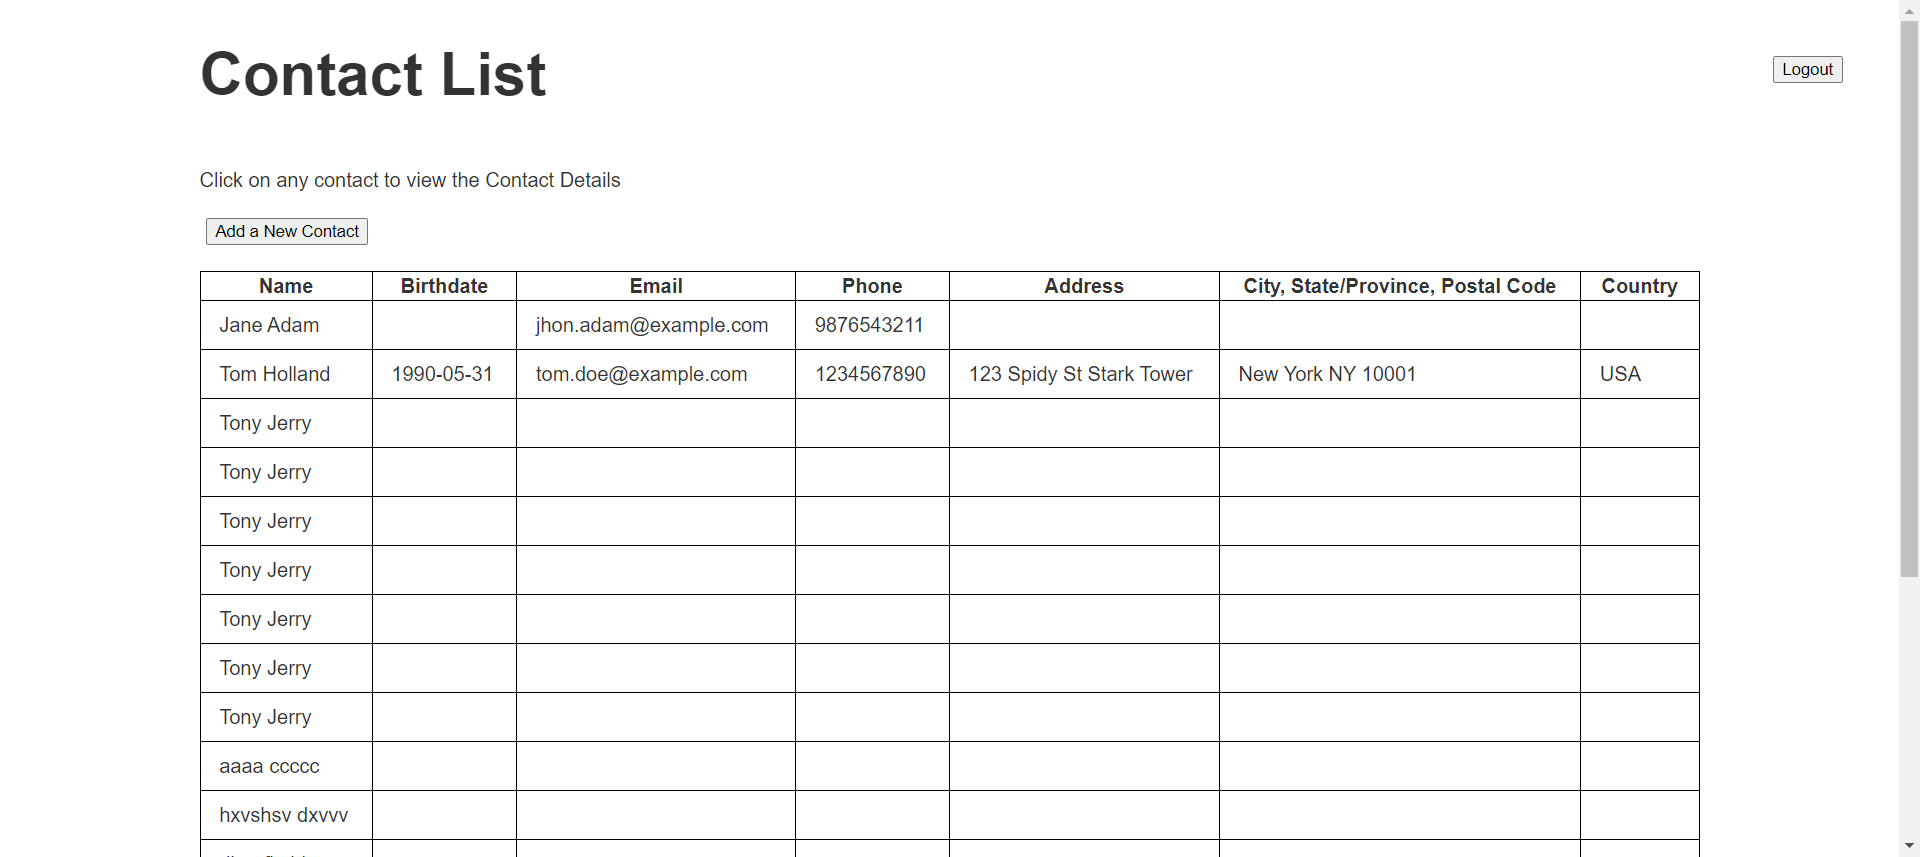 Contact List
Logout
Click on any contact to view the Contact Details
Add a New Contact
Name Birthdate Email Phone Address City, State/Province, Postal Code Country
Jane Adam jhon.adam@example.com 9876543211
Tom Holland 1990-05-31 tom.doe@example.com 1234567890 123 Spidy St Stark Tower New York NY 10001 USA
Tony Jerry
Tony Jerry
Tony Jerry
Tony Jerry
Tony Jerry
Tony Jerry
Tony Jerry
aaaa ccccc
hxvshsv dxvvv